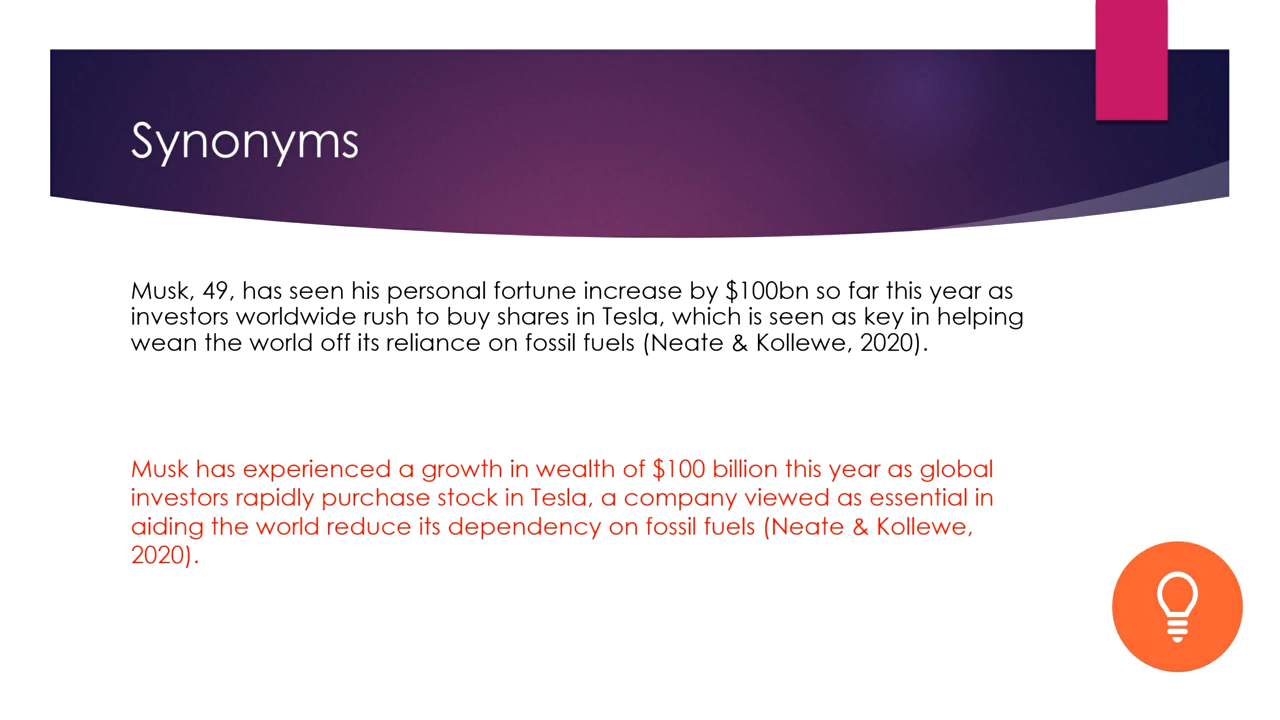 Synonyms
Musk, 49, has seen his personal fortune increase by $100bn so far this year as
investors worldwide rush to buy shares in Tesla, which is seen as key in helping
wean the world off its reliance on fossil fuels (Neate & Kollewe, 2020).
Musk has experienced a growth in wealth of $100 billion this year as global
investors rapidly purchase stock in Tesla, a company viewed as essential in
aiding the world reduce its dependency on fossil fuels (Neate & Kollewe,
2020).